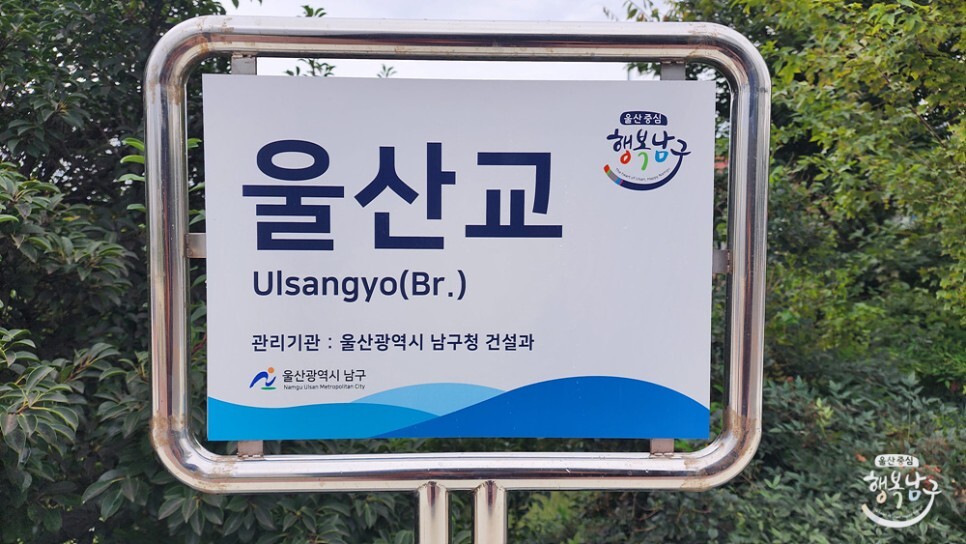 울산 중심
행복남구
울산교
Ulsangyo(Br.)
관리기관 : 울산광역시 남구청 건설과
울산광역시 남구
Namgu Ulsan Metropolitan City
울산 중심
행복남구